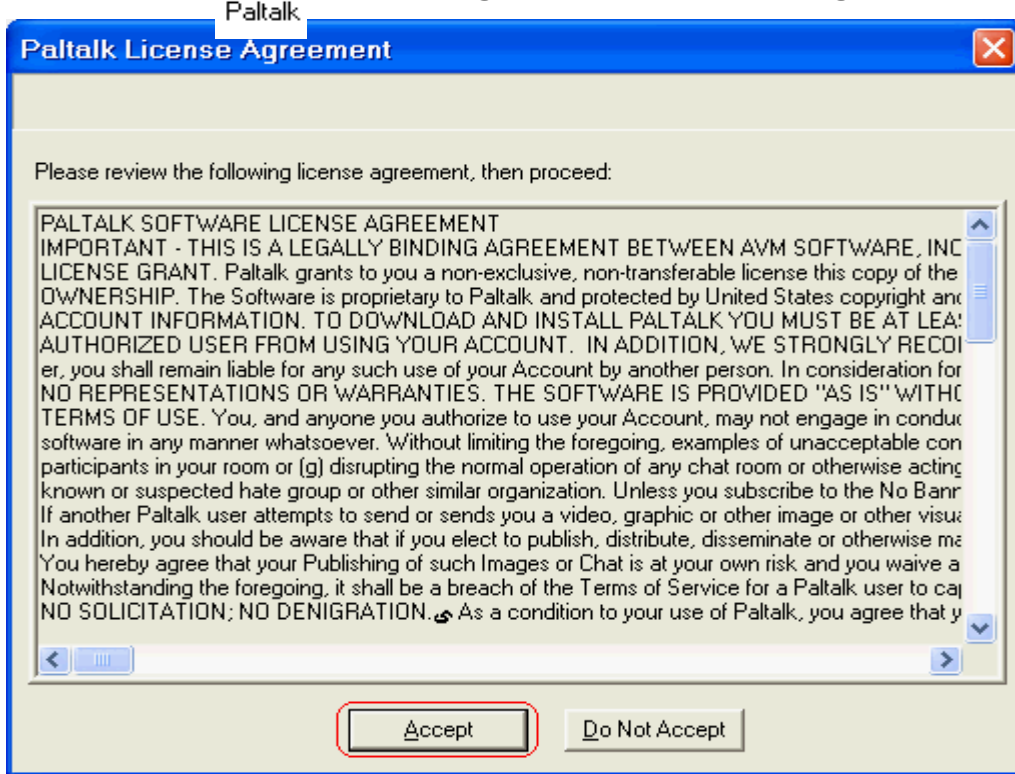 Paltalk
Paltalk License Agreement
Please review the following license agreement, then proceed:
PALTALK SOFTWARE LICENSE AGREEMENT
IMPORTANT - THIS IS A LEGALLY BINDING AGREEMENT BETWEEN AVM SOFTWARE, INC
LICENSE GRANT. Paltalk grants to you a non-exclusive, non-transferable license this copy of the
OWNERSHIP. The Software is proprietary to Paltalk and protected by United States copyright and
ACCOUNT INFORMATION. TO DOWNLOAD AND INSTALL PALTALK YOU MUST BE AT
AUTHORIZED USER FROM USING YOUR ACCOUNT. IN ADDITION, WE STRONGLY
er, you shall remain liable for any such use of your Account by another person. In consideration for
NO REPRESENTATIONS OR WARRANTIES. THE SOFTWARE IS PROVIDED "AS IS"
TERMS OF USE. You, and anyone you authorize to use your Account, may not engage in
software in any manner whatsoever. Without limiting the foregoing, examples of unacceptable con
participants in your room or (g) disrupting the normal operation of any chat room or otherwise acting
known or suspected hate group or other similar organization. Unless you subscribe to the No
If another Paltalk user attempts to send or sends you a video, graphic or other image or other
In addition, you should be aware that if you elect to publish, distribute, disseminate or otherwise
You hereby agree that your Publishing of such Images or Chat is at your own risk and you waive a
Notwithstanding the foregoing, it shall be a breach of the Terms of Service for a Paltalk user to
NO SOLICITATION; NO DENIGRATION.ى As a condition to your use of Paltalk, you agree that y
Accept
Do Not Accept